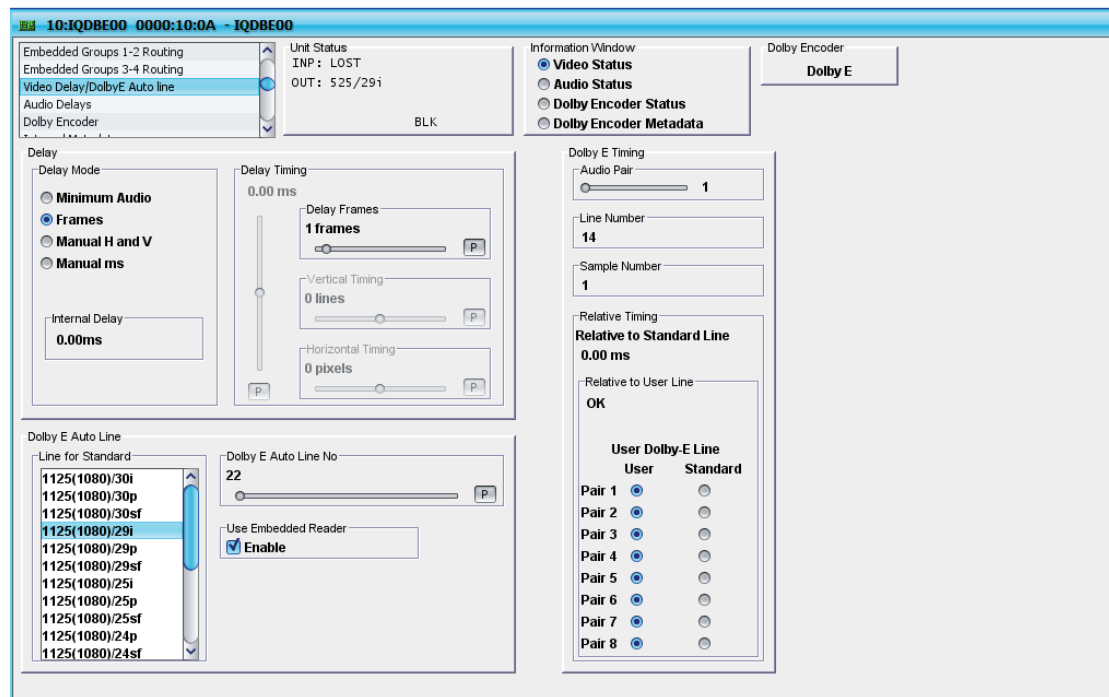 10:IQDBE00 0000:10:0A - IQDBE00
Embedded Groups 1-2 Routing
Embedded Groups 3-4 Routing
Video Delay/DolbyE Auto line
Audio Delays
Dolby Encoder
Unit Status
INP: LOST
OUT: 525/29i
BLK
Information Window
Video Status
Audio Status
Dolby Encoder Status
Dolby Encoder Metadata
Dolby Encoder
Dolby E
Delay
Delay Mode
Minimum Audio
Frames
Manual H and V
Manual ms
Internal Delay
0.00ms
Delay Timing
0.00 ms
Delay Frames
1 frames
P
Vertical Timing
0 lines
P
Horizontal Timing
0 pixels
P
P
Dolby E Auto Line
Line for Standard
1125(1080)/30i
1125(1080)/30p
1125(1080)/30sf
1125(1080)/29i
1125(1080)/29p
1125(1080)/29sf
1125(1080)/25i
1125(1080)/25p
1125(1080)/25sf
1125(1080)/24p
1125(1080)/24sf
Dolby E Auto Line No
22
P
Use Embedded Reader
Enable
Dolby E Timing
Audio Pair
1
Line Number
14
Sample Number
1
Relative Timing
Relative to Standard Line
0.00 ms
Relative to User Line
OK
User Dolby-E Line
User Standard
Pair 1
Pair 2
Pair 3
Pair 4
Pair 5
Pair 6
Pair 7
Pair 8